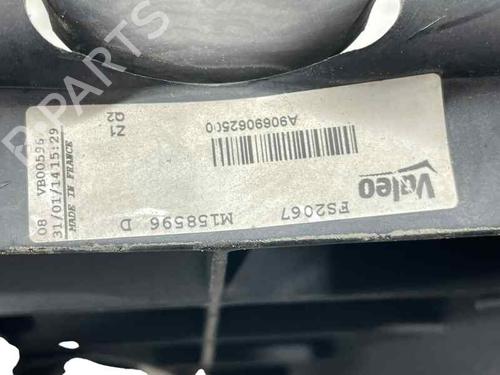 Valeo
FS2067
M158596 D
A9069062500
Z1
Q2
08 VB00596
31/01/14 15:29
MADE IN FRANCE
B-PARTS